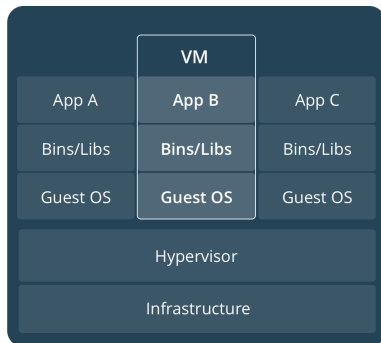 VM
App A App B App C
Bins/Libs Bins/Libs Bins/Libs
Guest OS Guest OS Guest OS
Hypervisor
Infrastructure